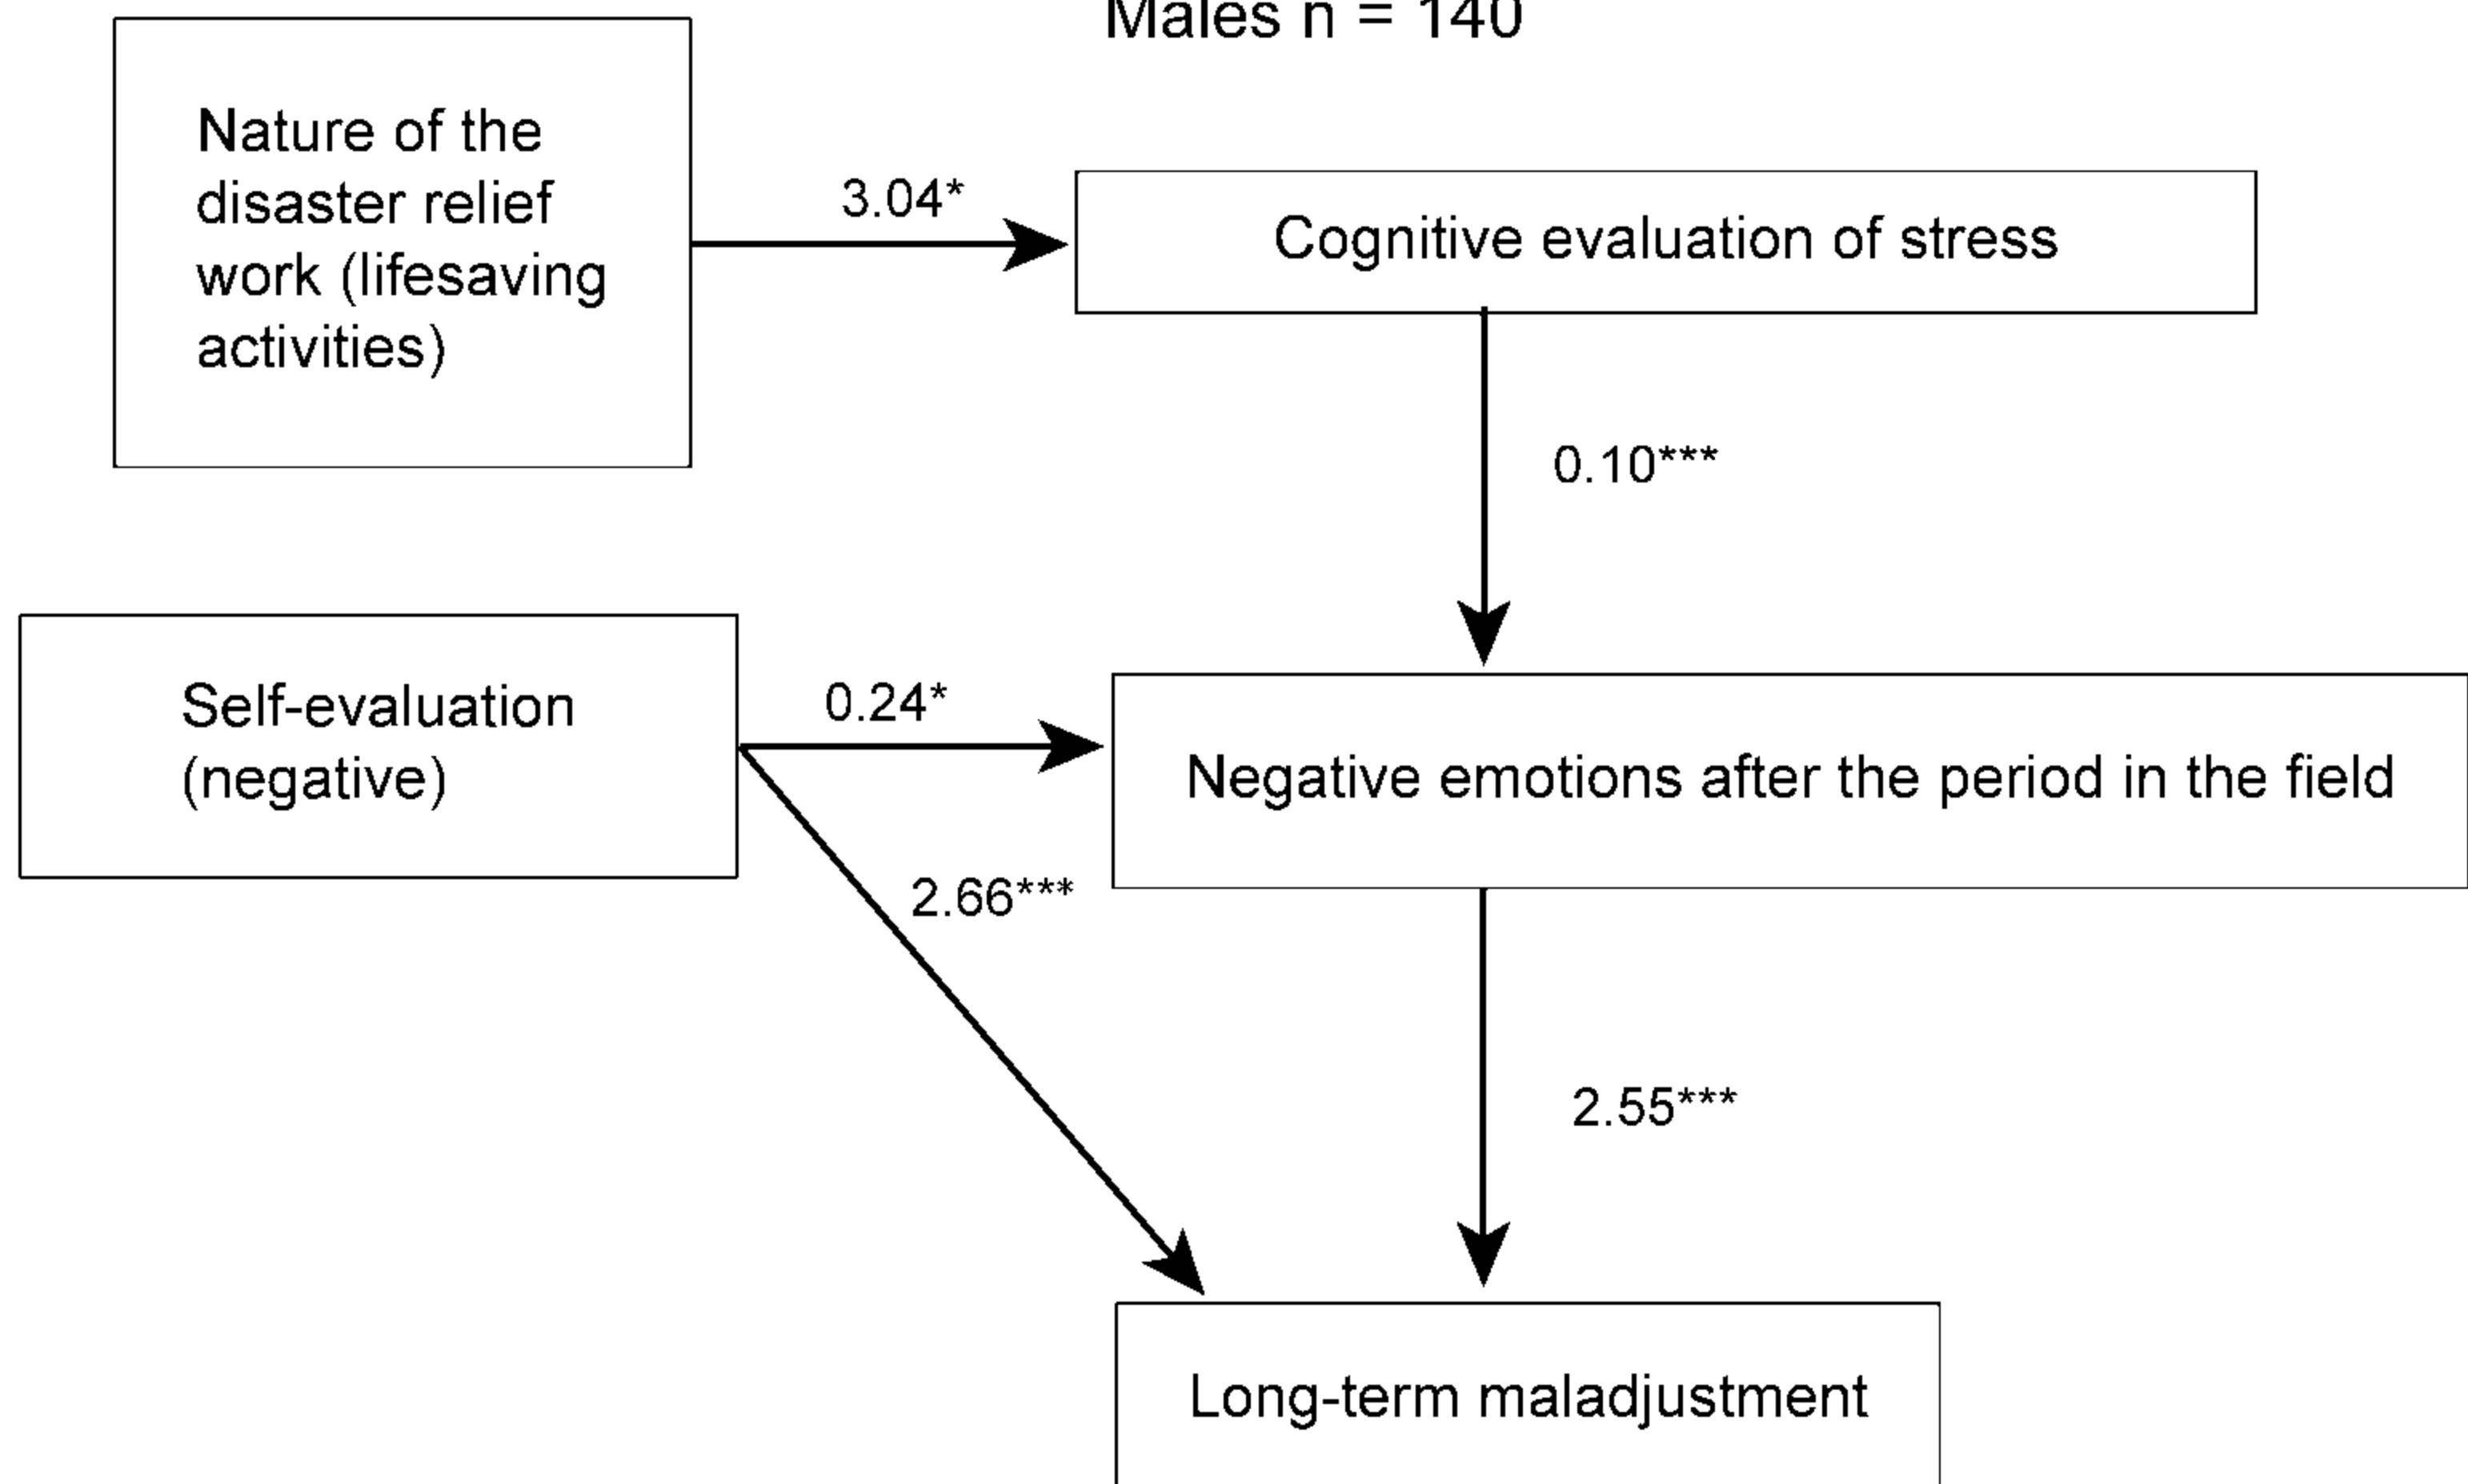 Males n = 140
Nature of the
disaster relief
work (lifesaving
activities)
3.04*
Cognitive evaluation of stress
0.10***
Self-evaluation
(negative)
0.24*
Negative emotions after the period in the field
2.66***
2.55***
Long-term maladjustment